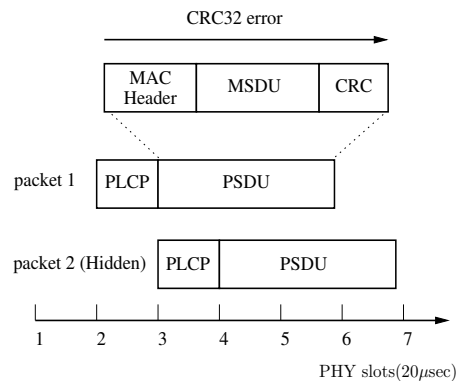 CRC32 error
MAC Header MSDU CRC
packet 1 PLCP PSDU
packet 2 (Hidden) PLCP PSDU
1 2 3 4 5 6 7
PHY slots(20μsec)